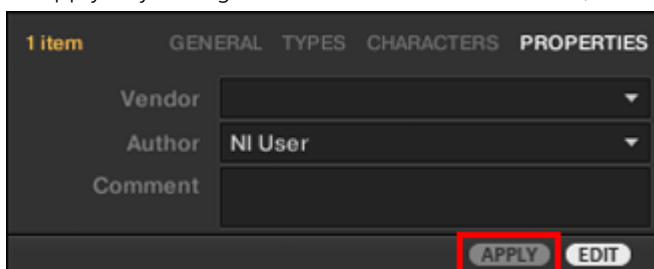 1 item GENERAL TYPES CHARACTERS PROPERTIES
Vendor
Author NI User
Comment
APPLY EDIT